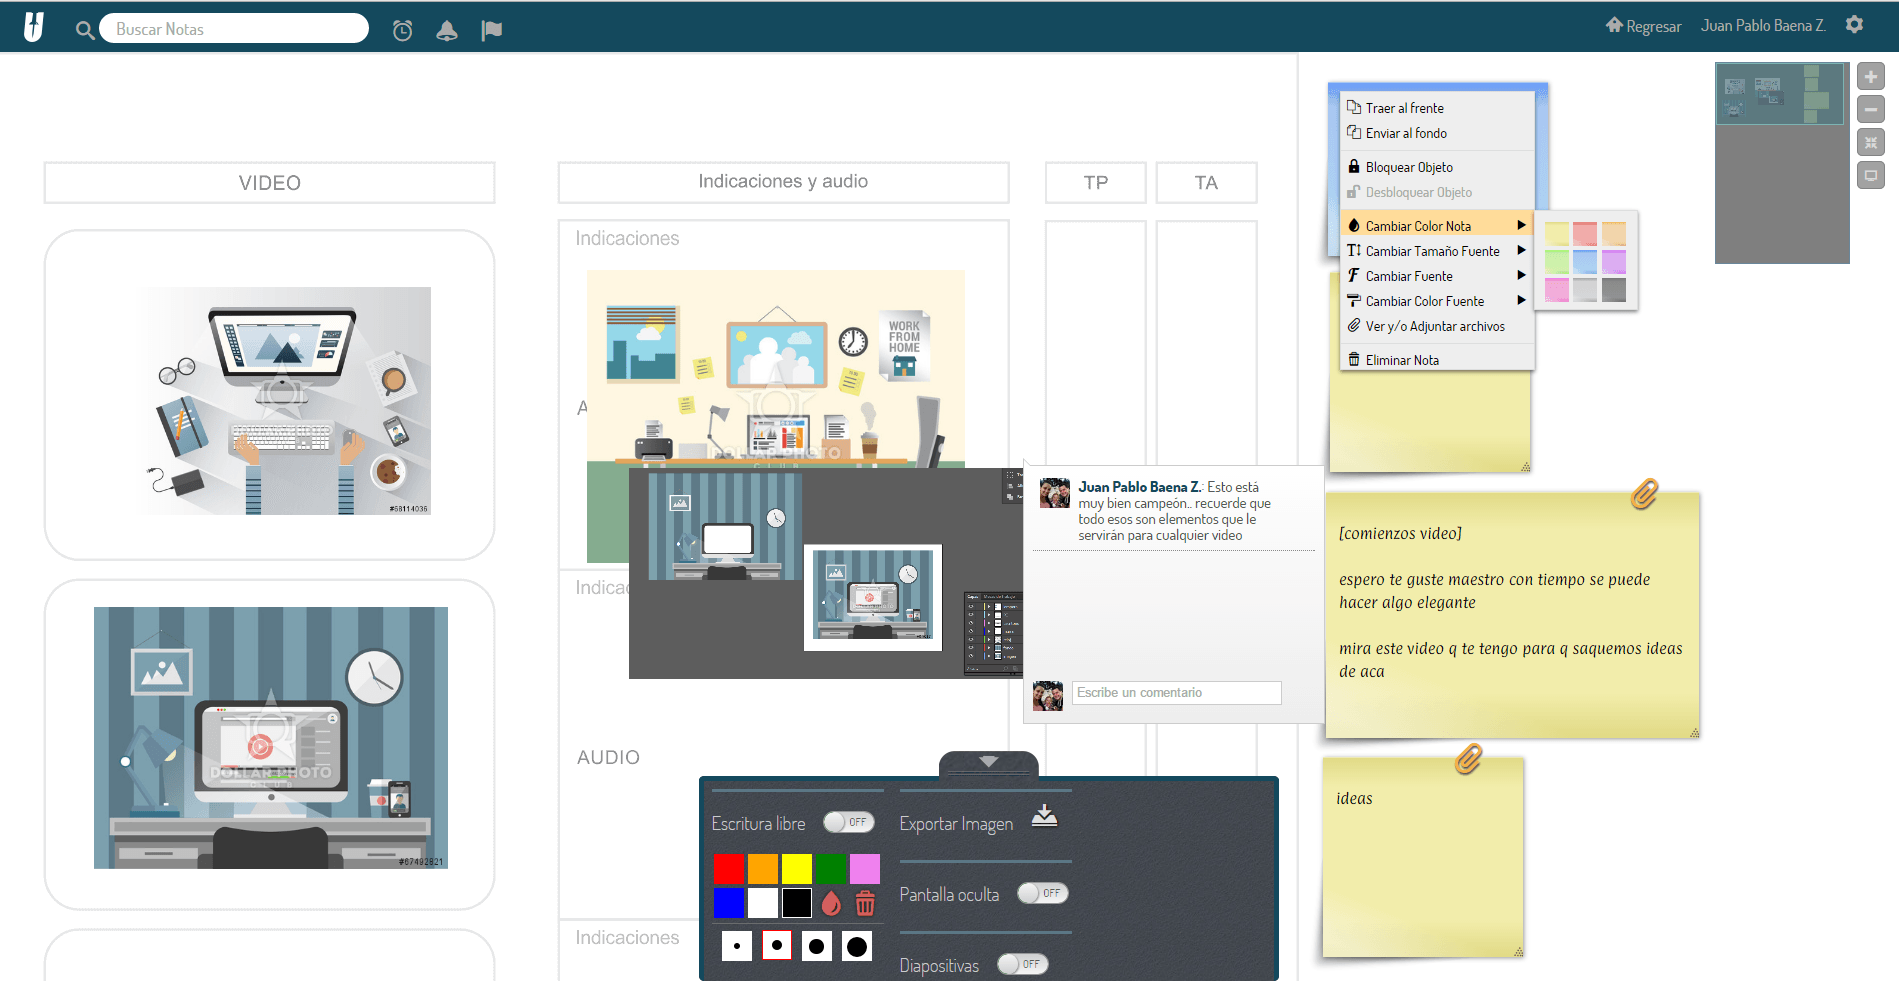 Buscar Notas
Regresar
Juan Pablo Baena Z.
VIDEO
Indicaciones y audio
TP
TA
Indicaciones
WORK
FROM
HOME
DOLLAR PHOTO
CLUB
#68114036
A
Indicac
AUDIO
Indicaciones
DOLLAR PHOTO
CLUB
#67492821
Juan Pablo Baena Z.: Esto está
muy bien campeón.. recuerde que
todo esos son elementos que le
servirán para cualquier video
Escribe un comentario
Traer al frente
Enviar al fondo
Bloquear Objeto
Desbloquear Objeto
Cambiar Color Nota
Cambiar Tamaño Fuente
Cambiar Fuente
Cambiar Color Fuente
Ver y/o Adjuntar archivos
Eliminar Nota
[comienzos video]
espero te guste maestro con tiempo se puede
hacer algo elegante
mira este video q te tengo para q saquemos ideas
de aca
ideas
Escritura libre
OFF
Exportar Imagen
Pantalla oculta
OFF
Diapositivas
OFF